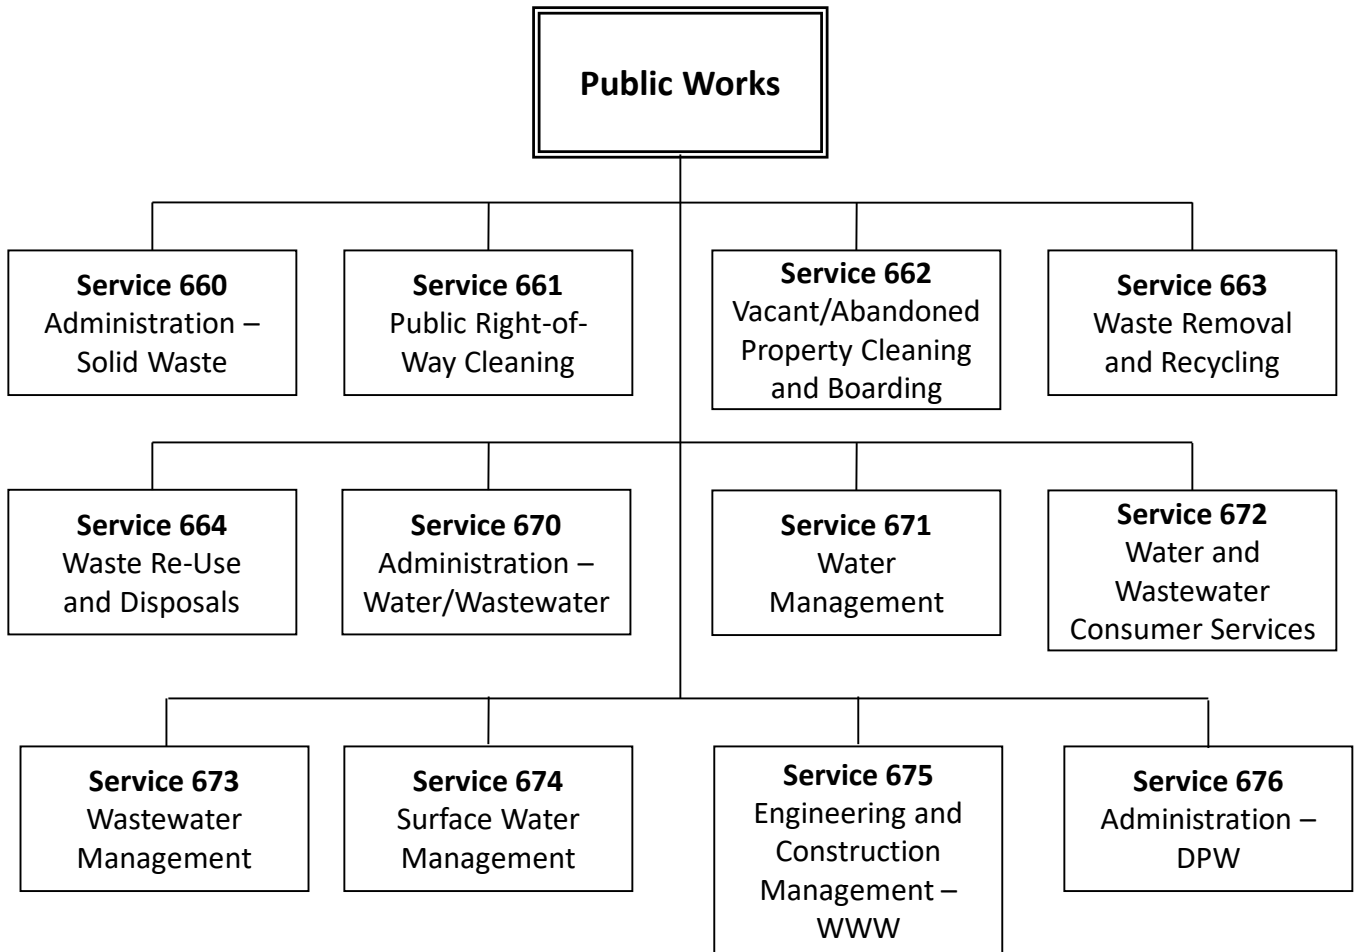 Public Works
Service 660
Administration –
Solid Waste
Service 661
Public Right-of-
Way Cleaning
Service 662
Vacant/Abandoned
Property Cleaning
and Boarding
Service 663
Waste Removal
and Recycling
Service 664
Waste Re-Use
and Disposals
Service 670
Administration –
Water/Wastewater
Service 671
Water
Management
Service 672
Water and
Wastewater
Consumer Services
Service 673
Wastewater
Management
Service 674
Surface Water
Management
Service 675
Engineering and
Construction
Management –
WWW
Service 676
Administration –
DPW